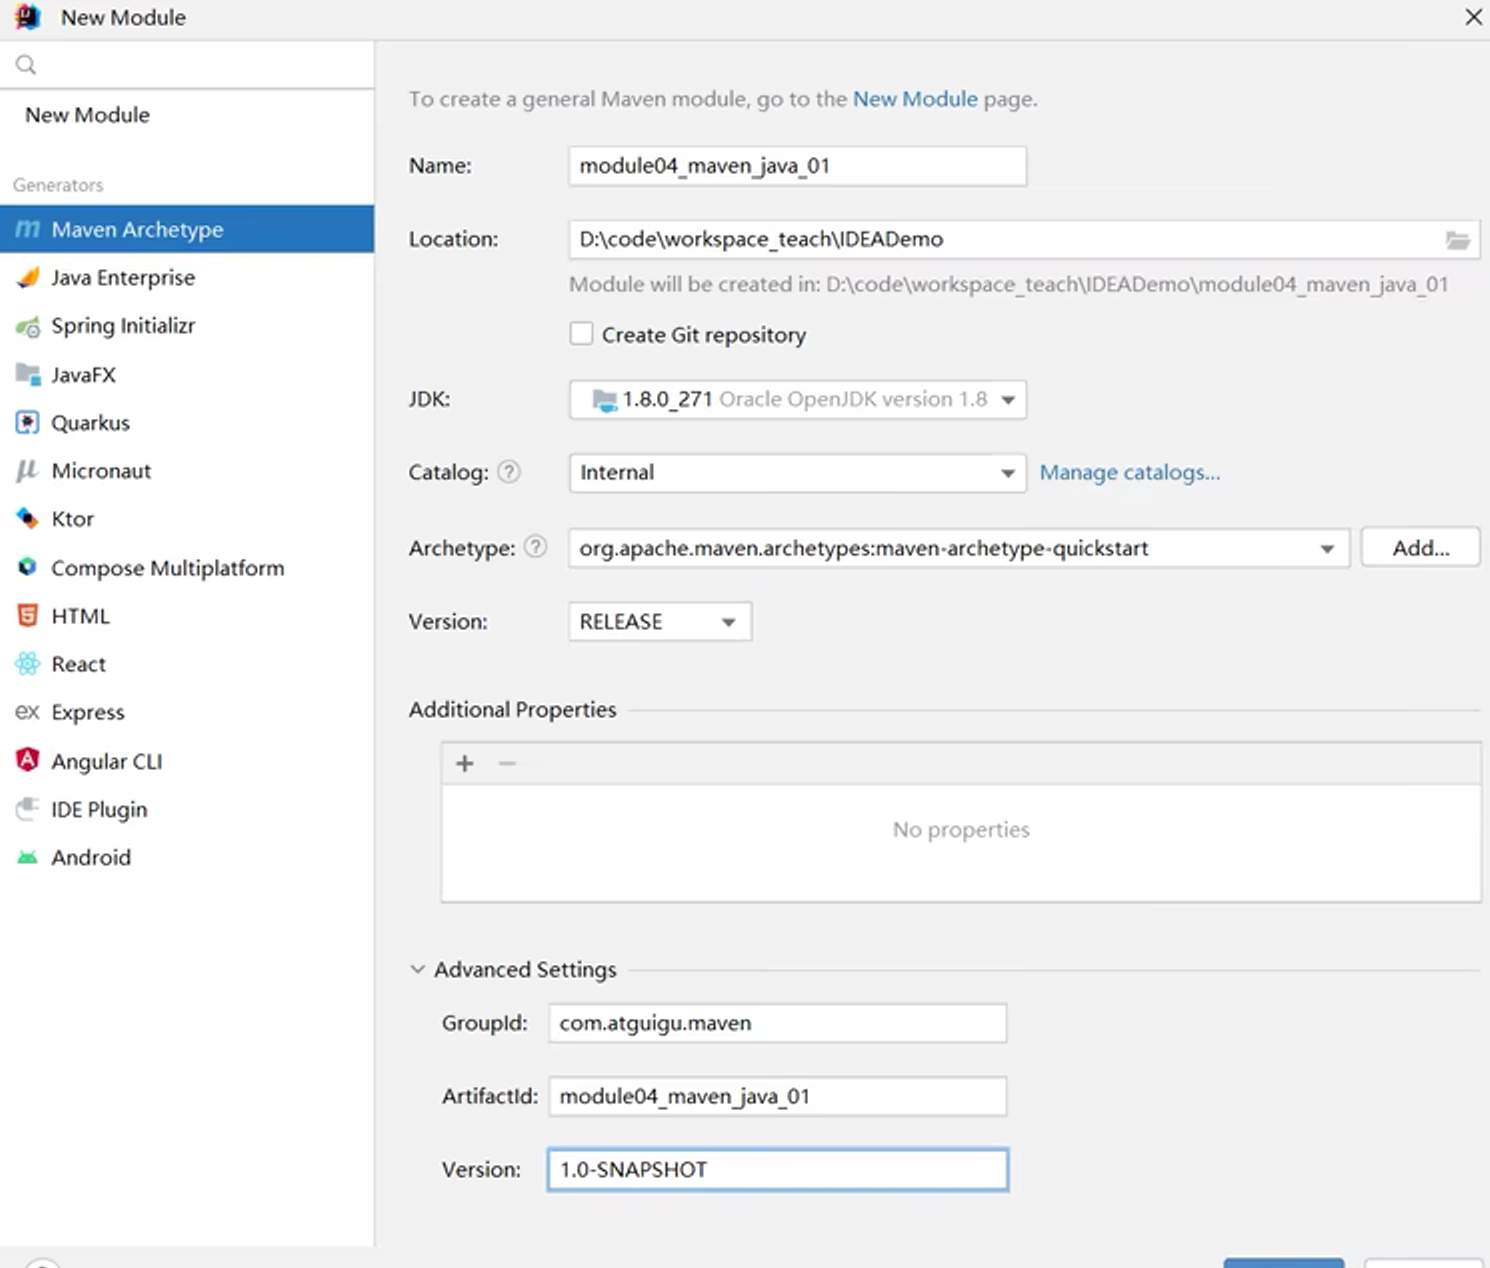 New Module
New Module
Generators
Maven Archetype
Java Enterprise
Spring Initializr
JavaFX
Quarkus
Micronaut
Ktor
Compose Multiplatform
HTML
React
Express
Angular CLI
IDE Plugin
Android
To create a general Maven module, go to the New Module page.
Name: module04_maven_java_01
Location: D:\code\workspace_teach\IDEADemo
Module will be created in: D:\code\workspace_teach\IDEADemo\module04_maven_java_01
Create Git repository
JDK: 1.8.0_271 Oracle OpenJDK version 1.8
Catalog: ? Internal Manage catalogs...
Archetype: ? org.apache.maven.archetypes:maven-archetype-quickstart Add...
Version: RELEASE
Additional Properties
No properties
Advanced Settings
GroupId: com.atguigu.maven
ArtifactId: module04_maven_java_01
Version: 1.0-SNAPSHOT